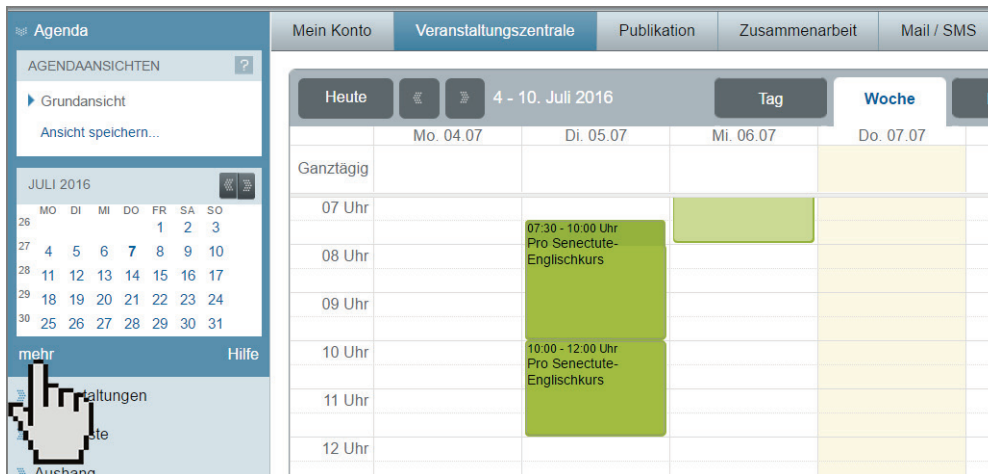 Agenda
AGENDAANSICHTEN ?
Grundansicht
Ansicht speichern...
JULI 2016
MO DI MI DO FR SA SO
26 1 2 3
27 4 5 6 7 8 9 10
28 11 12 13 14 15 16 17
29 18 19 20 21 22 23 24
30 25 26 27 28 29 30 31
mehr Hilfe
taltungen
ste
Aushang
Mein Konto Veranstaltungszentrale Publikation Zusammenarbeit Mail / SMS
Heute 4 - 10. Juli 2016 Tag Woche
Mo. 04.07 Di. 05.07 Mi. 06.07 Do. 07.07
Ganztägig
07 Uhr
07:30 - 10:00 Uhr
Pro Senectute-
Englischkurs
08 Uhr
09 Uhr
10 Uhr
10:00 - 12:00 Uhr
Pro Senectute-
Englischkurs
11 Uhr
12 Uhr